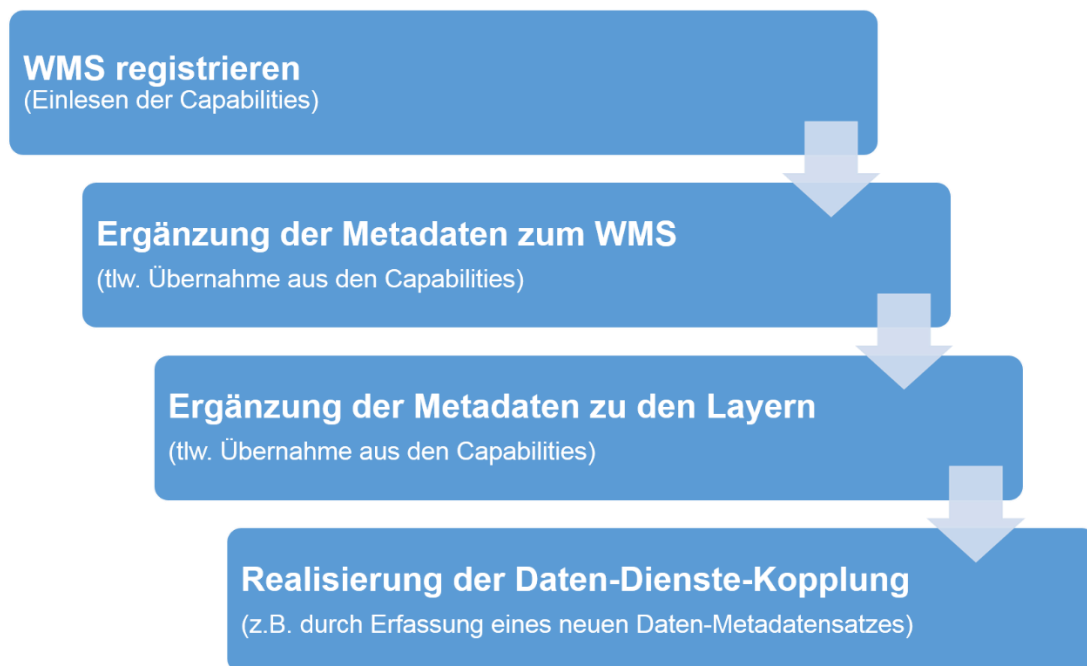 WMS registrieren
(Einlesen der Capabilities)
Ergänzung der Metadaten zum WMS
(tlw. Übernahme aus den Capabilities)
Ergänzung der Metadaten zu den Layern
(tlw. Übernahme aus den Capabilities)
Realisierung der Daten-Dienste-Kopplung
(z.B. durch Erfassung eines neuen Daten-Metadatensatzes)